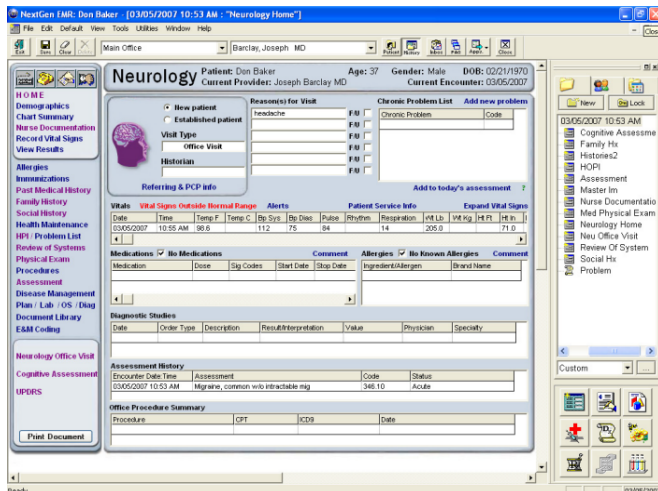 NextGen EMR: Don Baker - [03/05/2007 10:53 AM : "Neurology Home"]
File Edit Default View Tools Utilities Window Help
Close
Main Office Barclay, Joseph MD
Exit Save Clear Delete Patient History Inbox PAQ Close
Neurology
Patient: Don Baker Age: 37 Gender: Male DOB: 02/21/1970
Current Provider: Joseph Barclay MD Current Encounter: 03/05/2007
HOME
Demographics
Chart Summary
Nurse Documentation
Record Vital Signs
View Results
Allergies
Immunizations
Past Medical History
Family History
Social History
Health Maintenance
HPI / Problem List
Review of Systems
Physical Exam
Procedures
Assessment
Disease Management
Plan / Lab / OS / Diag
Document Library
E&M Coding
Neurology Office Visit
Cognitive Assessment
UPDRS
Print Document
New patient
Established patient
Visit Type
Office Visit
Historian
Referring & PCP info
Reason(s) for Visit
headache F/U
F/U
F/U
F/U
F/U
Chronic Problem List Add new problem
Chronic Problem Code
Add to today's assessment ?
Vitals Vital Signs Outside Normal Range Alerts Patient Service Info Expand Vital Signs
Date Time Temp F Temp C Bp Sys Bp Dias Pulse Rhythm Respiration Wt Lb Wt Kg Ht Ft Ht In
03/05/2007 10:55 AM 98.6 112 75 84 14 205.0 71.0
Medications No Medications Comment
Medication Dose Sig Codes Start Date Stop Date
Allergies No Known Allergies Comment
Ingredient/Allergen Brand Name
Diagnostic Studies
Date Order Type Description Result/Interpretation Value Physician Specialty
Assessment History
Encounter Date:Time Assessment Code Status
03/05/2007 10:53 AM Migraine, common w/o intractable mig 346.10 Acute
Office Procedure Summary
Procedure CPT ICD9 Date
New Lock
03/05/2007 10:53 AM
Cognitive Assessme
Family Hx
Histories2
HOPI
Assessment
Master Im
Nurse Documentatio
Med Physical Exam
Neurology Home
Neu Office Visit
Review Of System
Social Hx
Problem
Custom ...